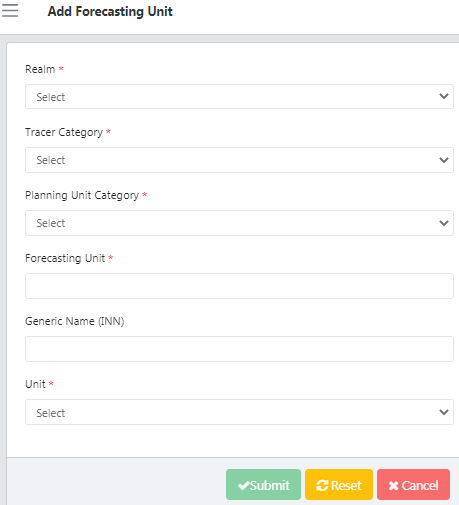 Add Forecasting Unit
Realm *
Select
Tracer Category *
Select
Planning Unit Category *
Select
Forecasting Unit *
Generic Name (INN)
Unit *
Select
Submit Reset Cancel